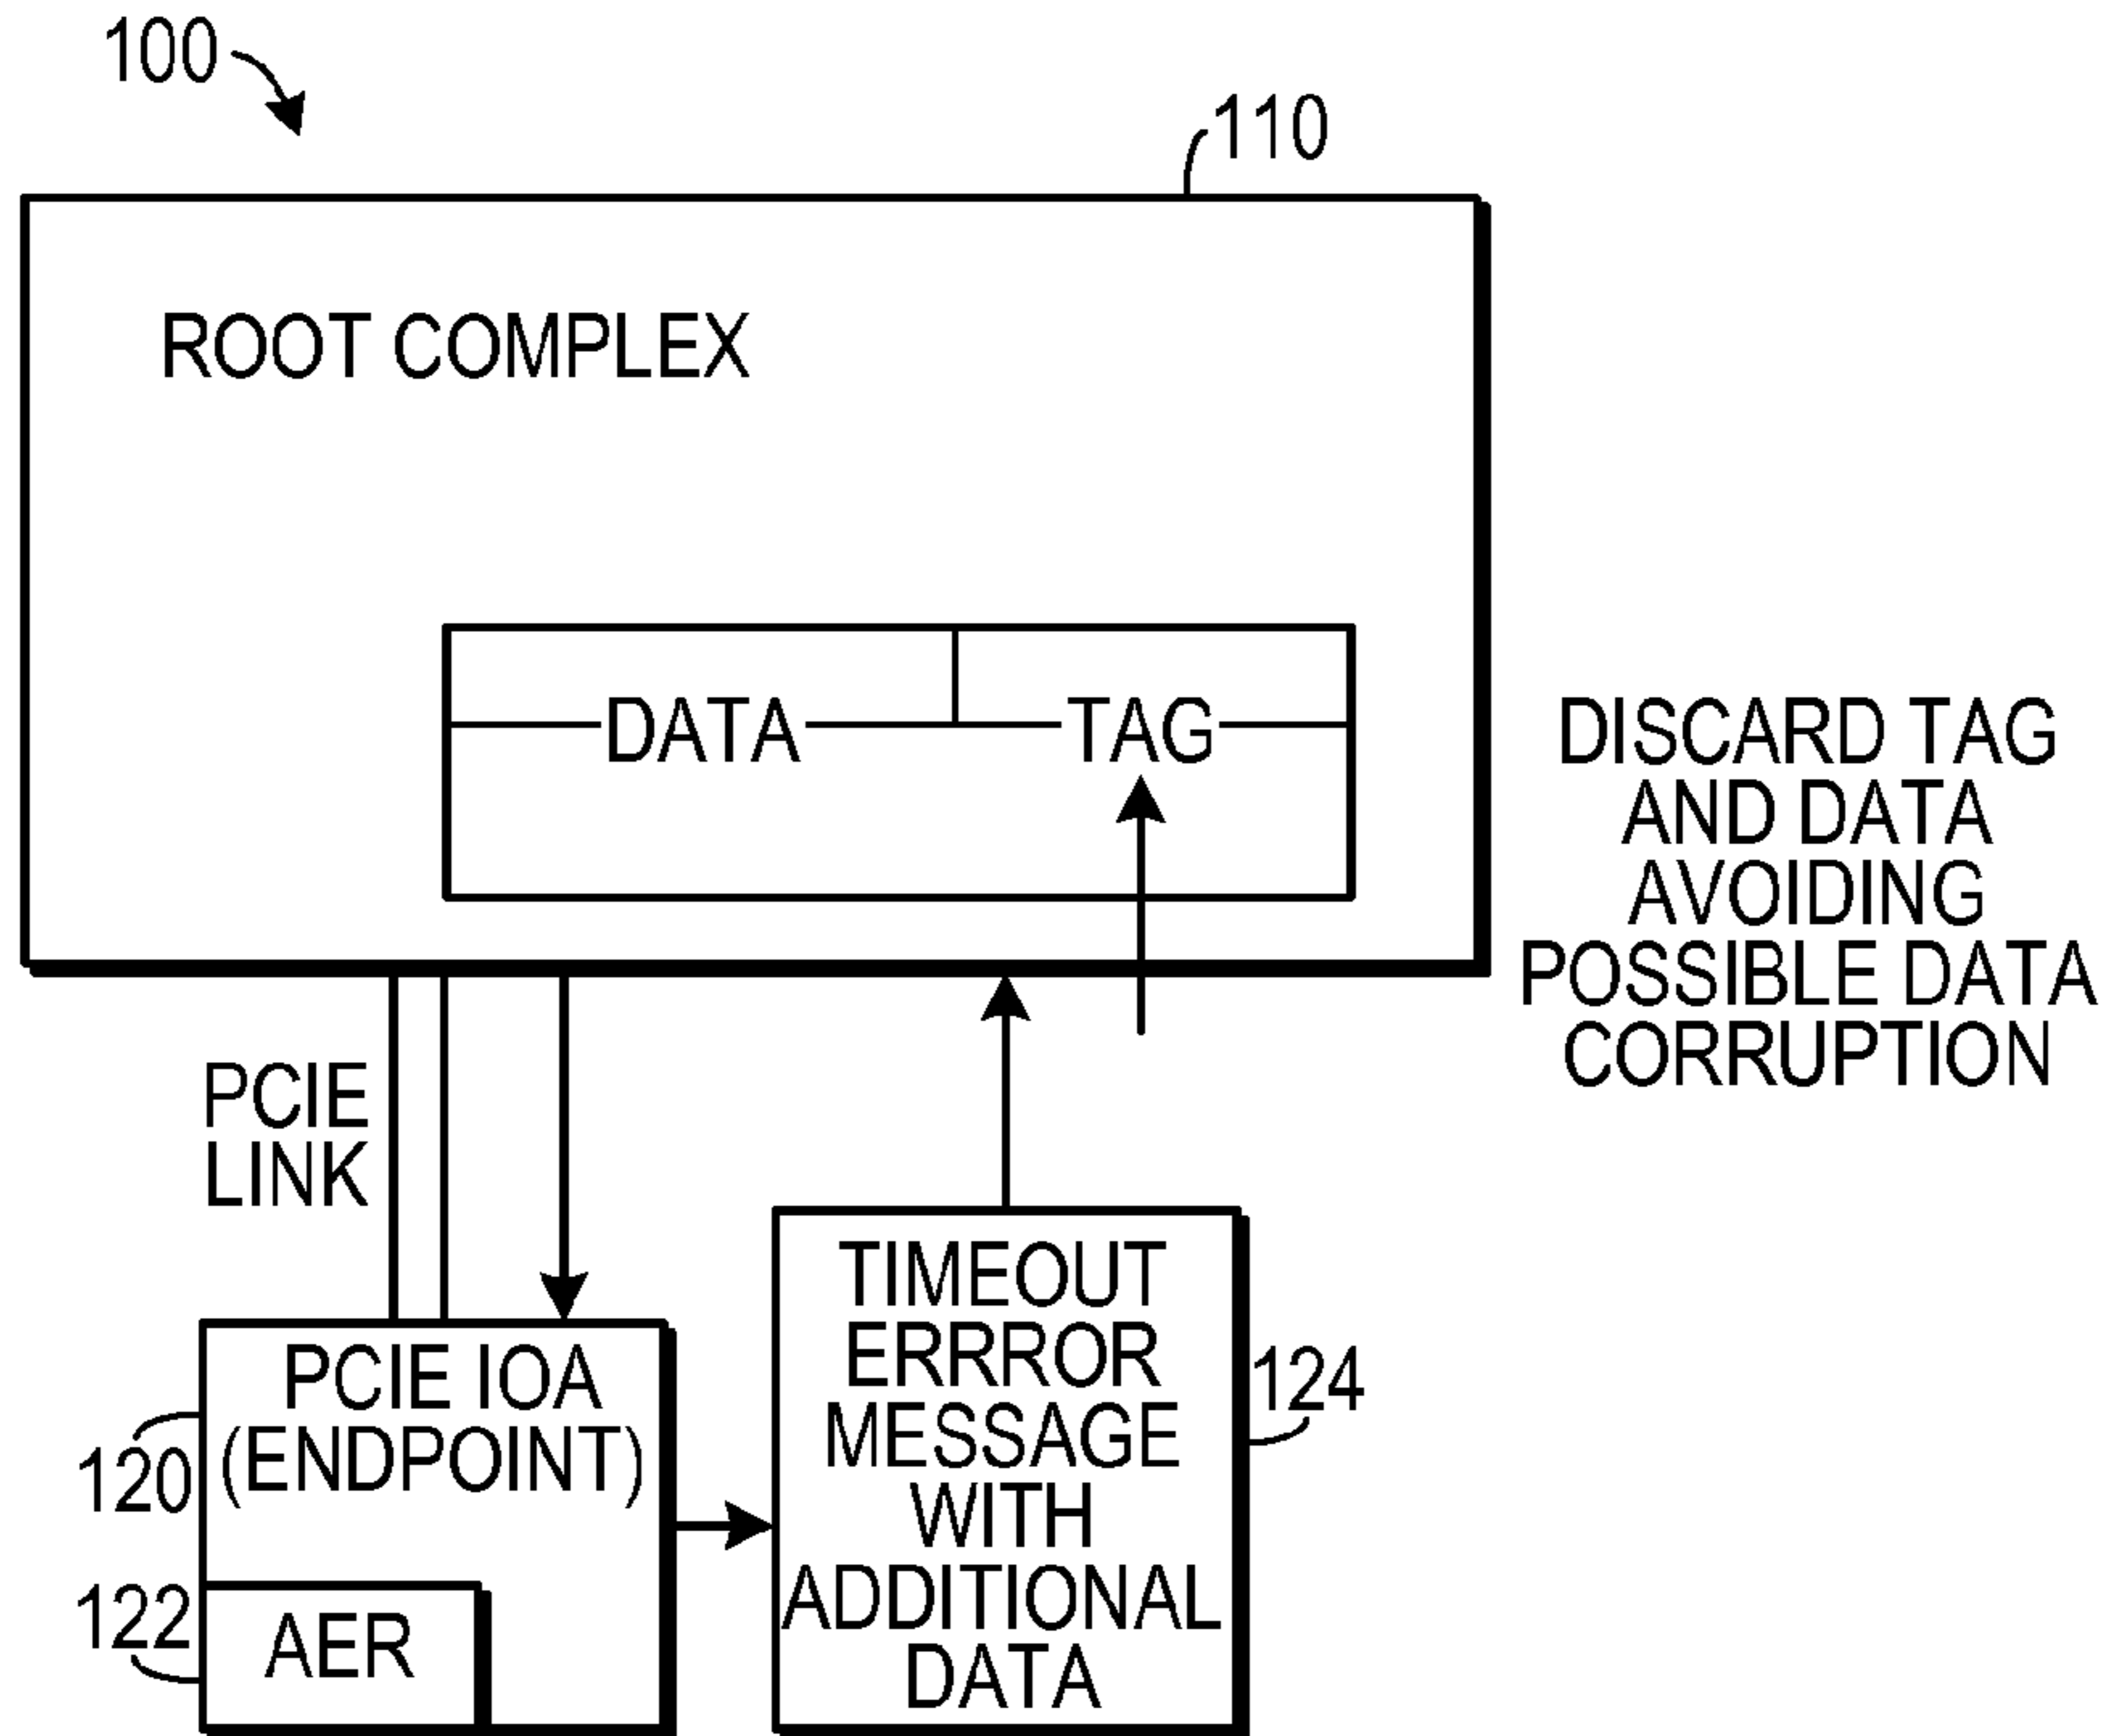 100
110
ROOT COMPLEX
DATA
TAG
DISCARD TAG
AND DATA
AVOIDING
POSSIBLE DATA
CORRUPTION
PCIE
LINK
PCIE IOA
(ENDPOINT)
120
122
AER
TIMEOUT
ERRROR
MESSAGE
WITH
ADDITIONAL
DATA
124